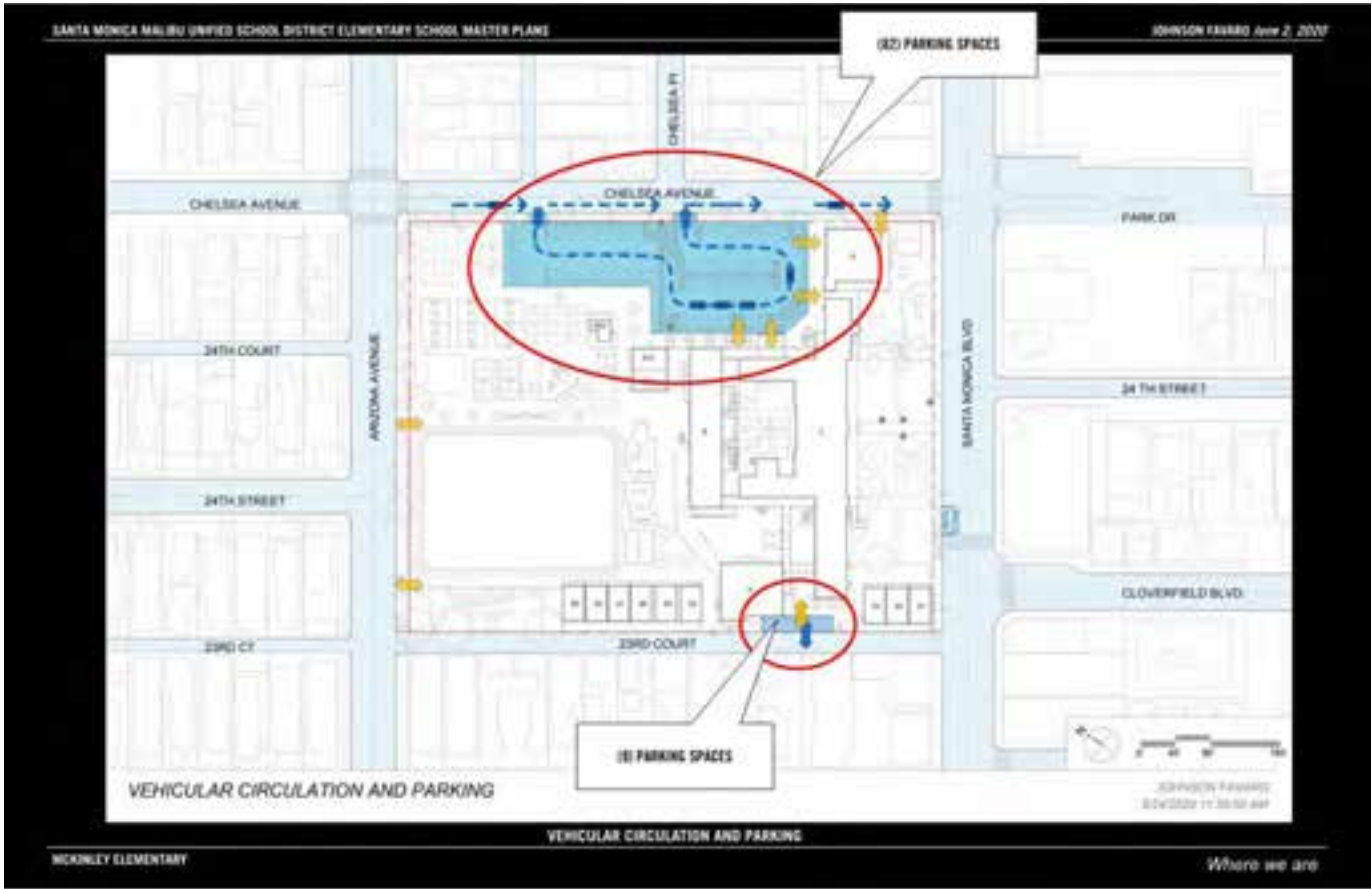 SANTA MONICA MALIBU UNIFIED SCHOOL DISTRICT ELEMENTARY SCHOOL MASTER PLANS
JOHNSON FAVARO June 2, 2020
(82) PARKING SPACES
CHELSEA PL
CHELSEA AVENUE
CHELSEA AVENUE
PARK DR
24TH COURT
ARIZONA AVENUE
SANTA MONICA BLVD
24 TH STREET
24TH STREET
CLOVERFIELD BLVD.
23RD CT
23RD COURT
PARKING SPACES
VEHICULAR CIRCULATION AND PARKING
JOHNSON FAVARO
VEHICULAR CIRCULATION AND PARKING
MCKINLEY ELEMENTARY
Where we are